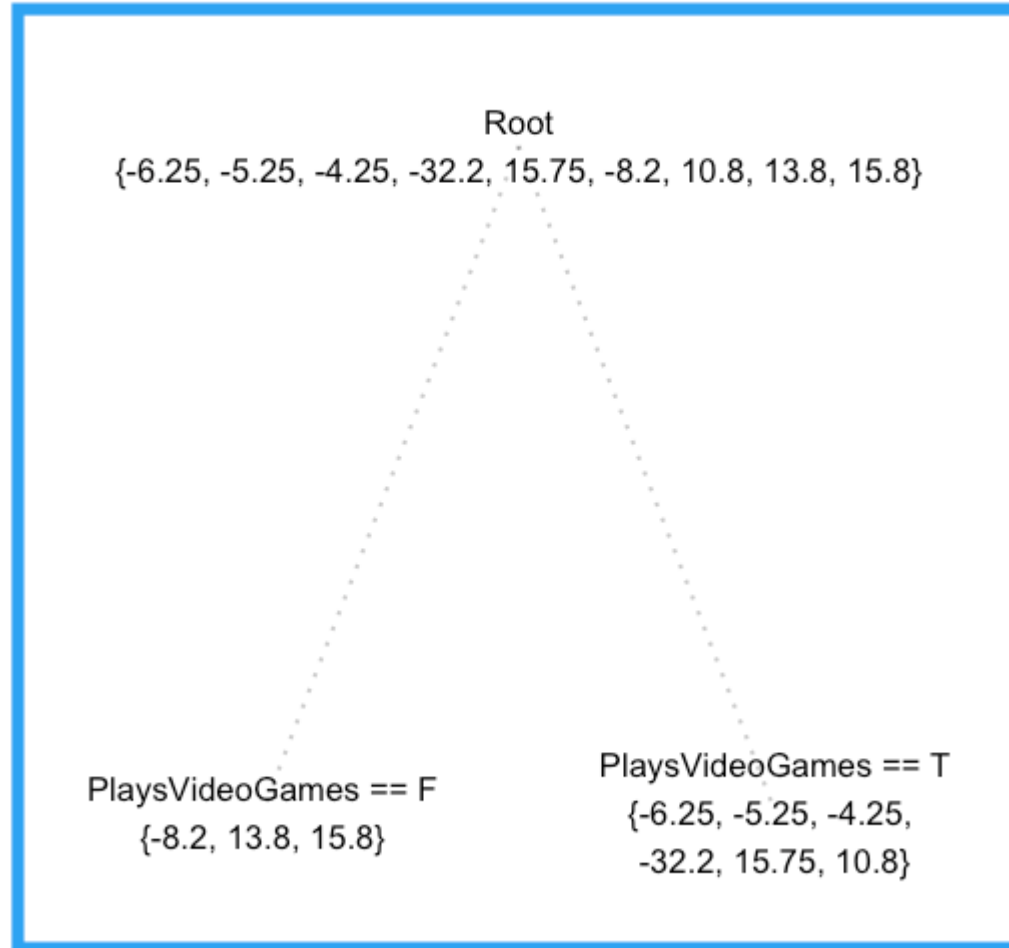 Root
{-6.25, -5.25, -4.25, -32.2, 15.75, -8.2, 10.8, 13.8, 15.8}
PlaysVideoGames == F
{-8.2, 13.8, 15.8}
PlaysVideoGames == T
{-6.25, -5.25, -4.25,
-32.2, 15.75, 10.8}